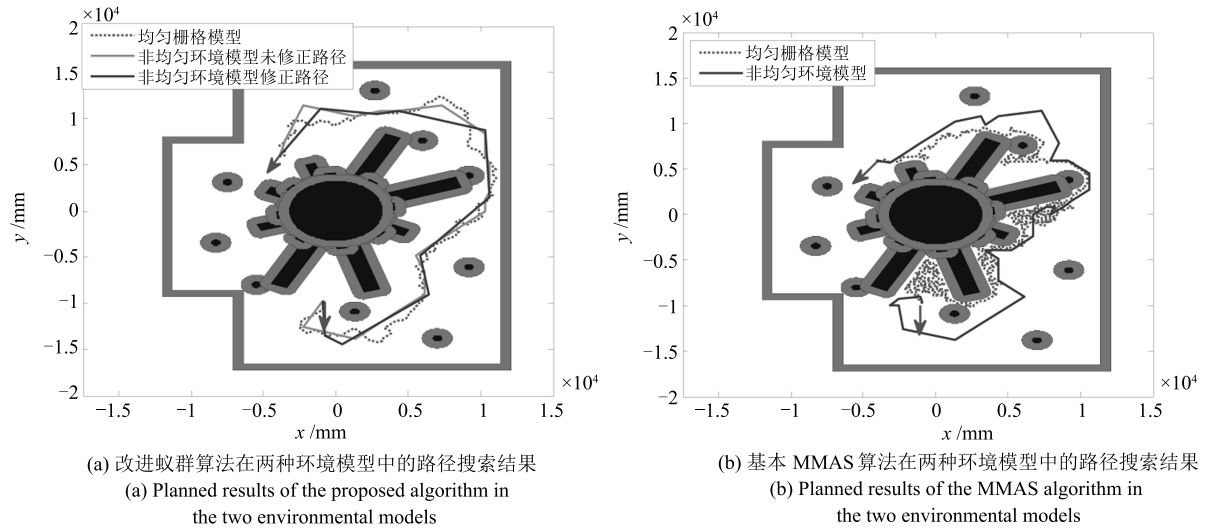 ×10⁴
2
1.5
1
0.5
0
−0.5
−1
−1.5
−2
y /mm
均匀栅格模型
非均匀环境模型未修正路径
非均匀环境模型修正路径
×10⁴
−1.5
−1
−0.5
0
0.5
1
1.5
x /mm
(a) 改进蚁群算法在两种环境模型中的路径搜索结果
(a) Planned results of the proposed algorithm in
the two environmental models
×10⁴
2
1.5
1
0.5
0
−0.5
−1
−1.5
−2
y /mm
均匀栅格模型
非均匀环境模型
×10⁴
−1.5
−1
−0.5
0
0.5
1
1.5
x /mm
(b) 基本 MMAS 算法在两种环境模型中的路径搜索结果
(b) Planned results of the MMAS algorithm in
the two environmental models